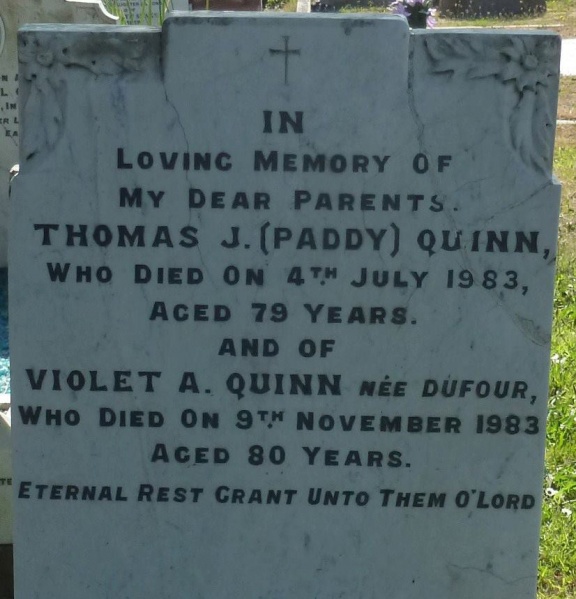 IN
LOVING MEMORY OF
MY DEAR PARENTS.
THOMAS J. (PADDY) QUINN,
WHO DIED ON 4TH JULY 1983,
AGED 79 YEARS.
AND OF
VIOLET A. QUINN NÉE DUFOUR,
WHO DIED ON 9TH NOVEMBER 1983
AGED 80 YEARS.
ETERNAL REST GRANT UNTO THEM O'LORD